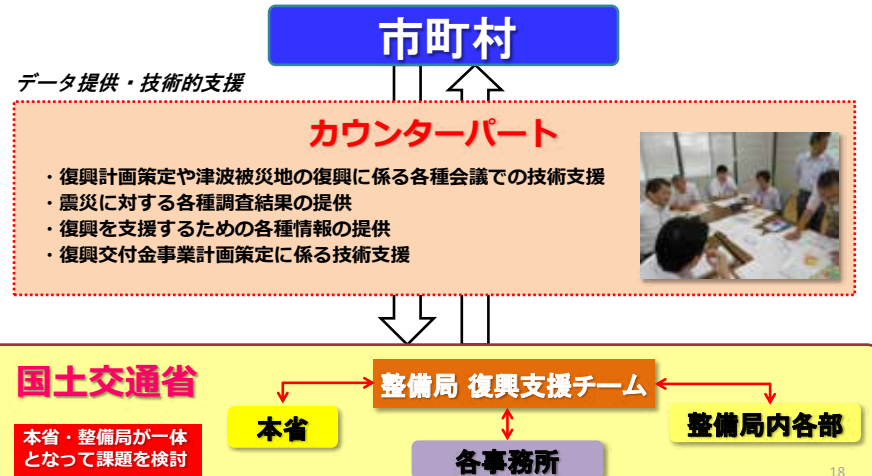 市町村
データ提供・技術的支援
カウンターパート
・復興計画策定や津波被災地の復興に係る各種会議での技術支援
・震災に対する各種調査結果の提供
・復興を支援するための各種情報の提供
・復興交付金事業計画策定に係る技術支援
国土交通省
整備局 復興支援チーム
本省
整備局内各部
本省・整備局が一体
となって課題を検討
各事務所
18